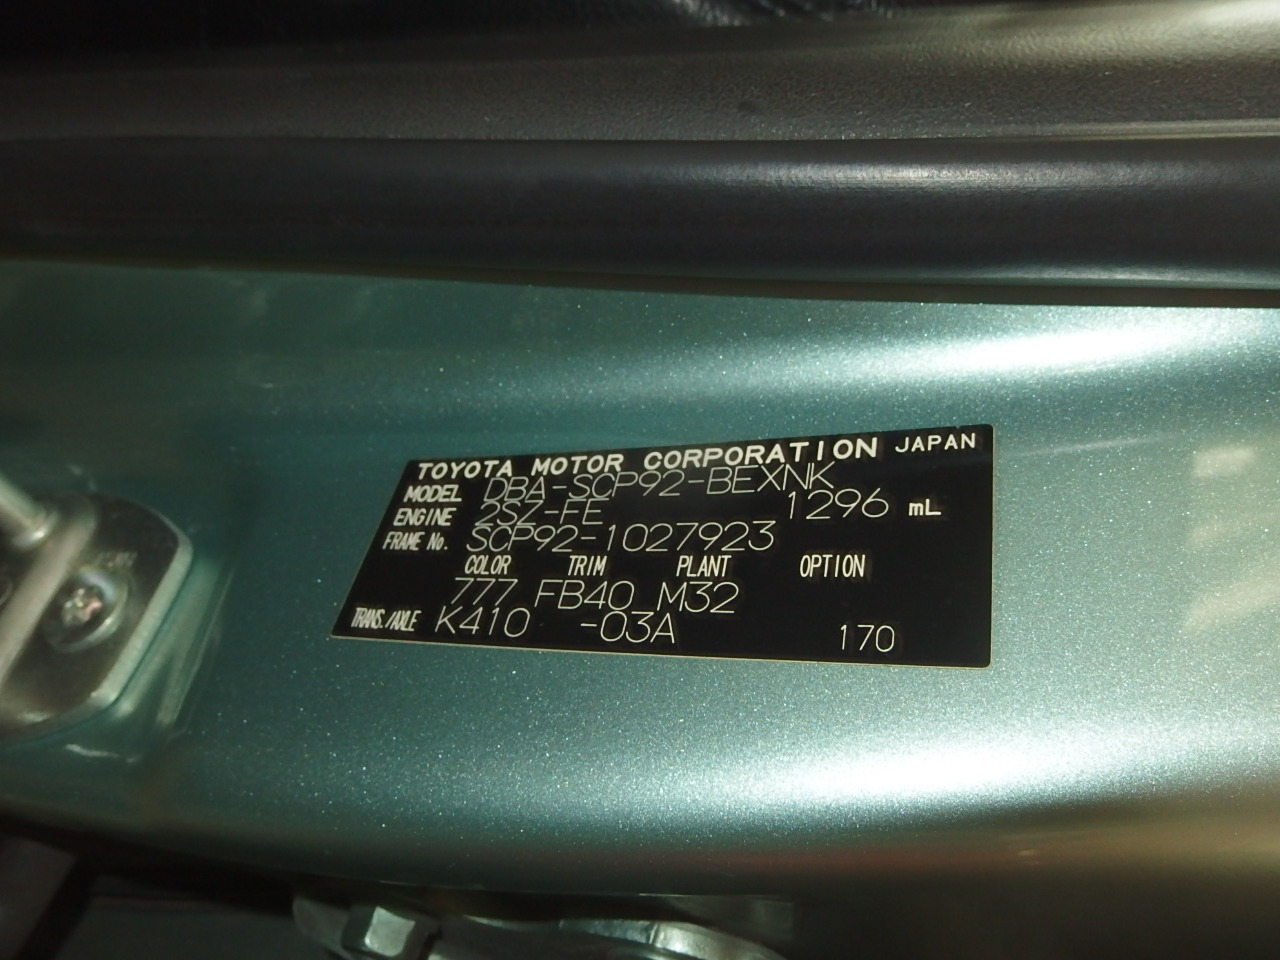 TOYOTA MOTOR CORPORATION JAPAN
MODEL DBA-SCP92-BEXNK
ENGINE 2SZ-FE 1296 mL
FRAME No. SCP92-1027923
COLOR TRIM PLANT OPTION
777 FB40 M32
TRANS./AXLE K410 -03A 170